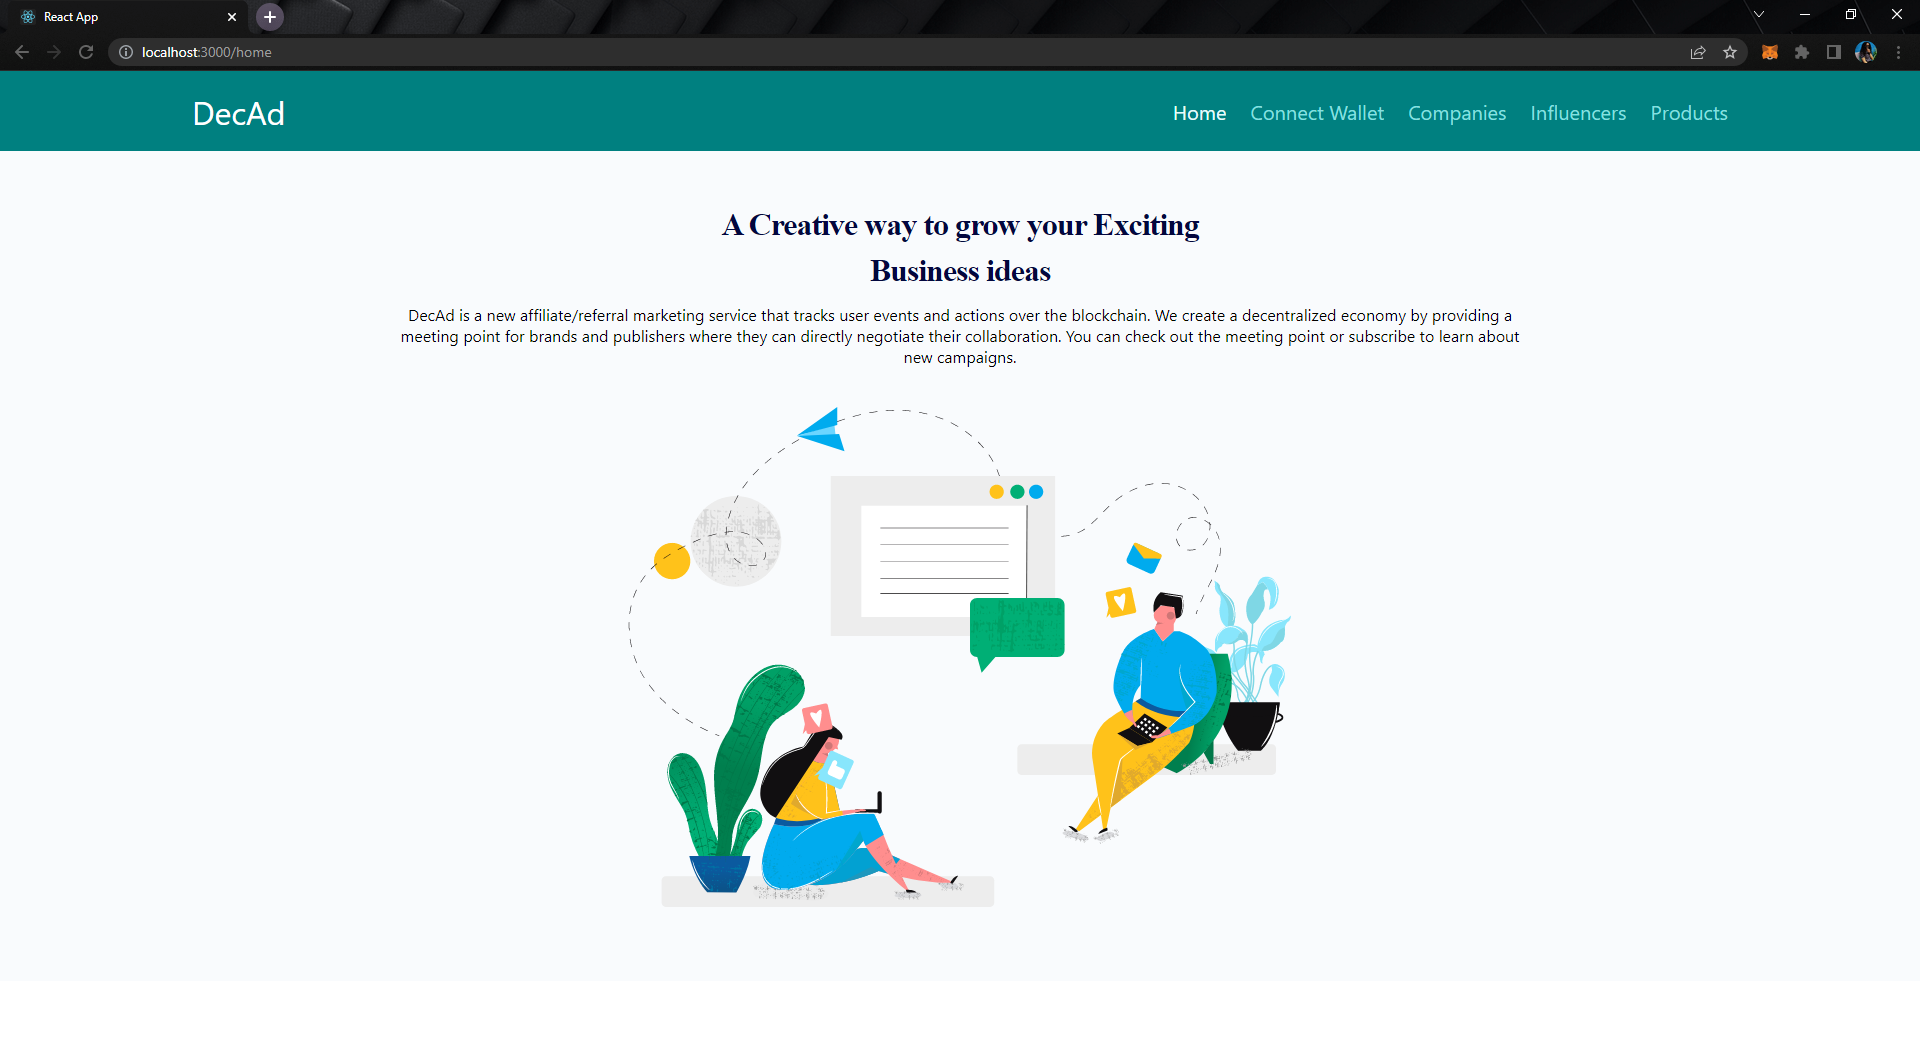 React App
localhost:3000/home
DecAd
Home Connect Wallet Companies Influencers Products
A Creative way to grow your Exciting
Business ideas
DecAd is a new affiliate/referral marketing service that tracks user events and actions over the blockchain. We create a decentralized economy by providing a
meeting point for brands and publishers where they can directly negotiate their collaboration. You can check out the meeting point or subscribe to learn about
new campaigns.